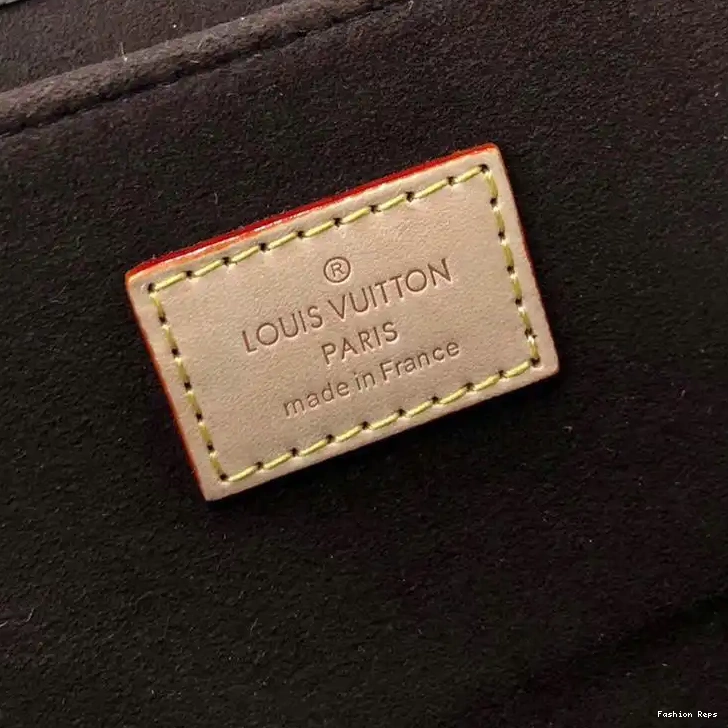 ®
LOUIS VUITTON
PARIS
made in France
Fashion Reps